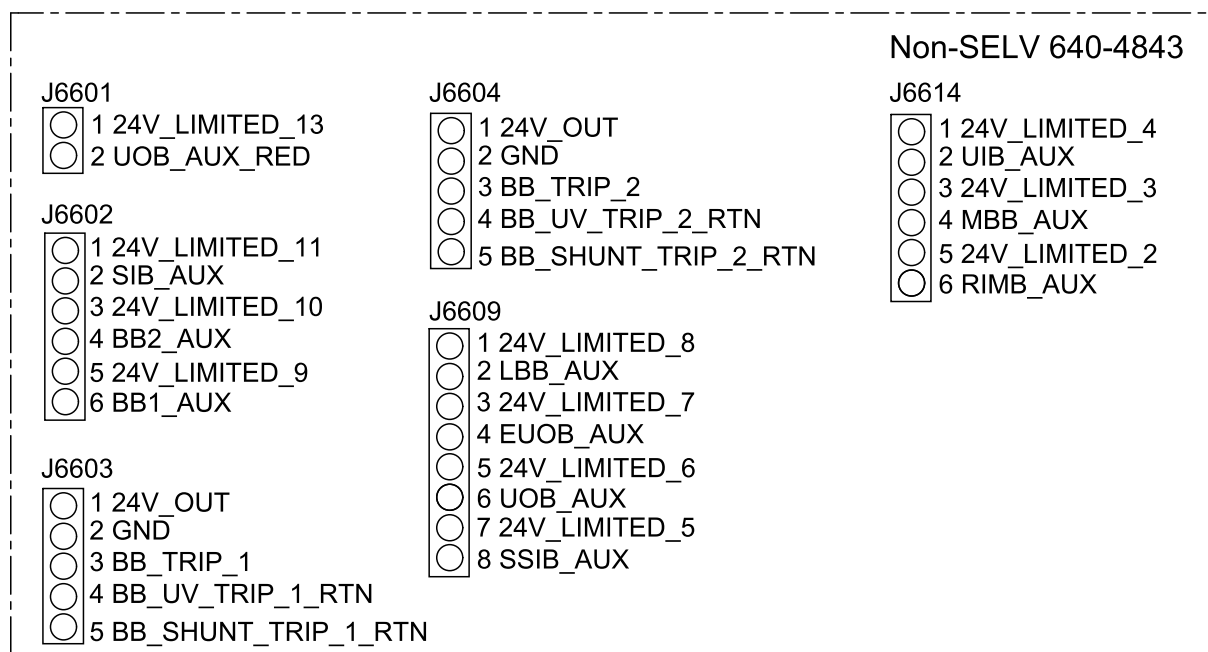 Non-SELV 640-4843
J6601
1 24V_LIMITED_13
2 UOB_AUX_RED
J6602
1 24V_LIMITED_11
2 SIB_AUX
3 24V_LIMITED_10
4 BB2_AUX
5 24V_LIMITED_9
6 BB1_AUX
J6603
1 24V_OUT
2 GND
3 BB_TRIP_1
4 BB_UV_TRIP_1_RTN
5 BB_SHUNT_TRIP_1_RTN
J6604
1 24V_OUT
2 GND
3 BB_TRIP_2
4 BB_UV_TRIP_2_RTN
5 BB_SHUNT_TRIP_2_RTN
J6609
1 24V_LIMITED_8
2 LBB_AUX
3 24V_LIMITED_7
4 EUOB_AUX
5 24V_LIMITED_6
6 UOB_AUX
7 24V_LIMITED_5
8 SSIB_AUX
J6614
1 24V_LIMITED_4
2 UIB_AUX
3 24V_LIMITED_3
4 MBB_AUX
5 24V_LIMITED_2
6 RIMB_AUX